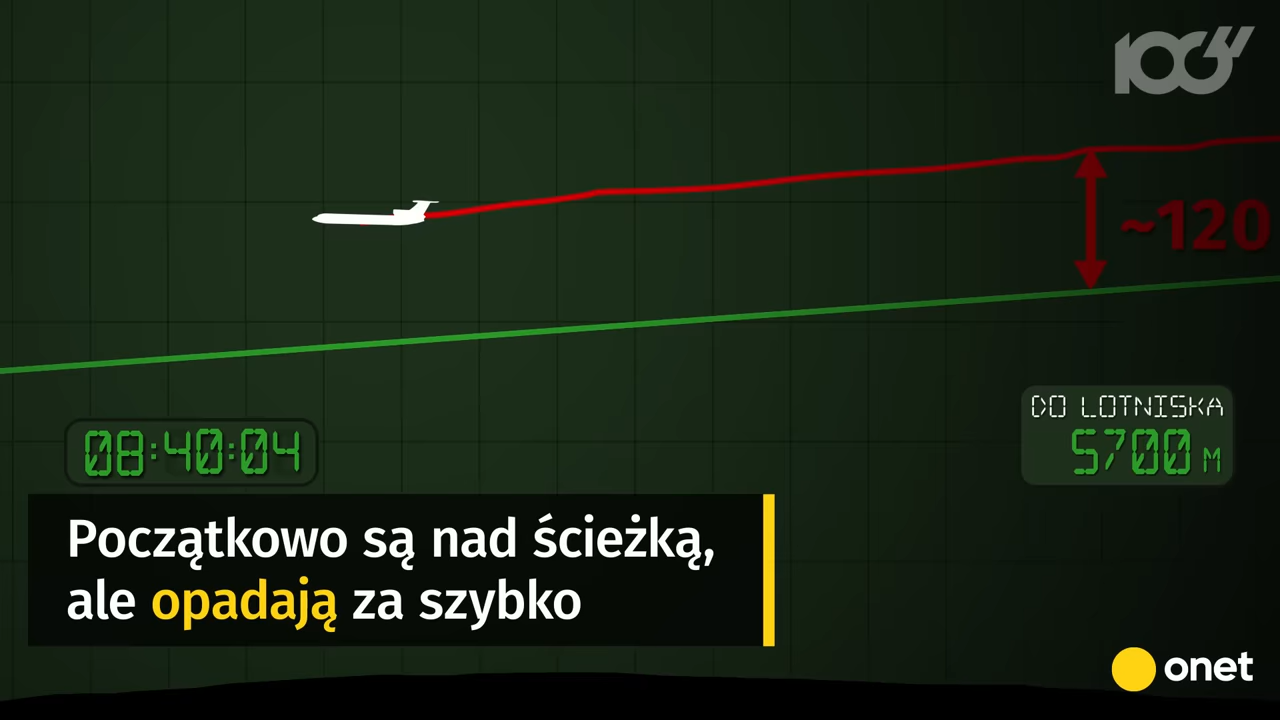 100''
~120
DO LOTNISKA
5700 M
08:40:04
Początkowo są nad ścieżką,
ale opadają za szybko
onet